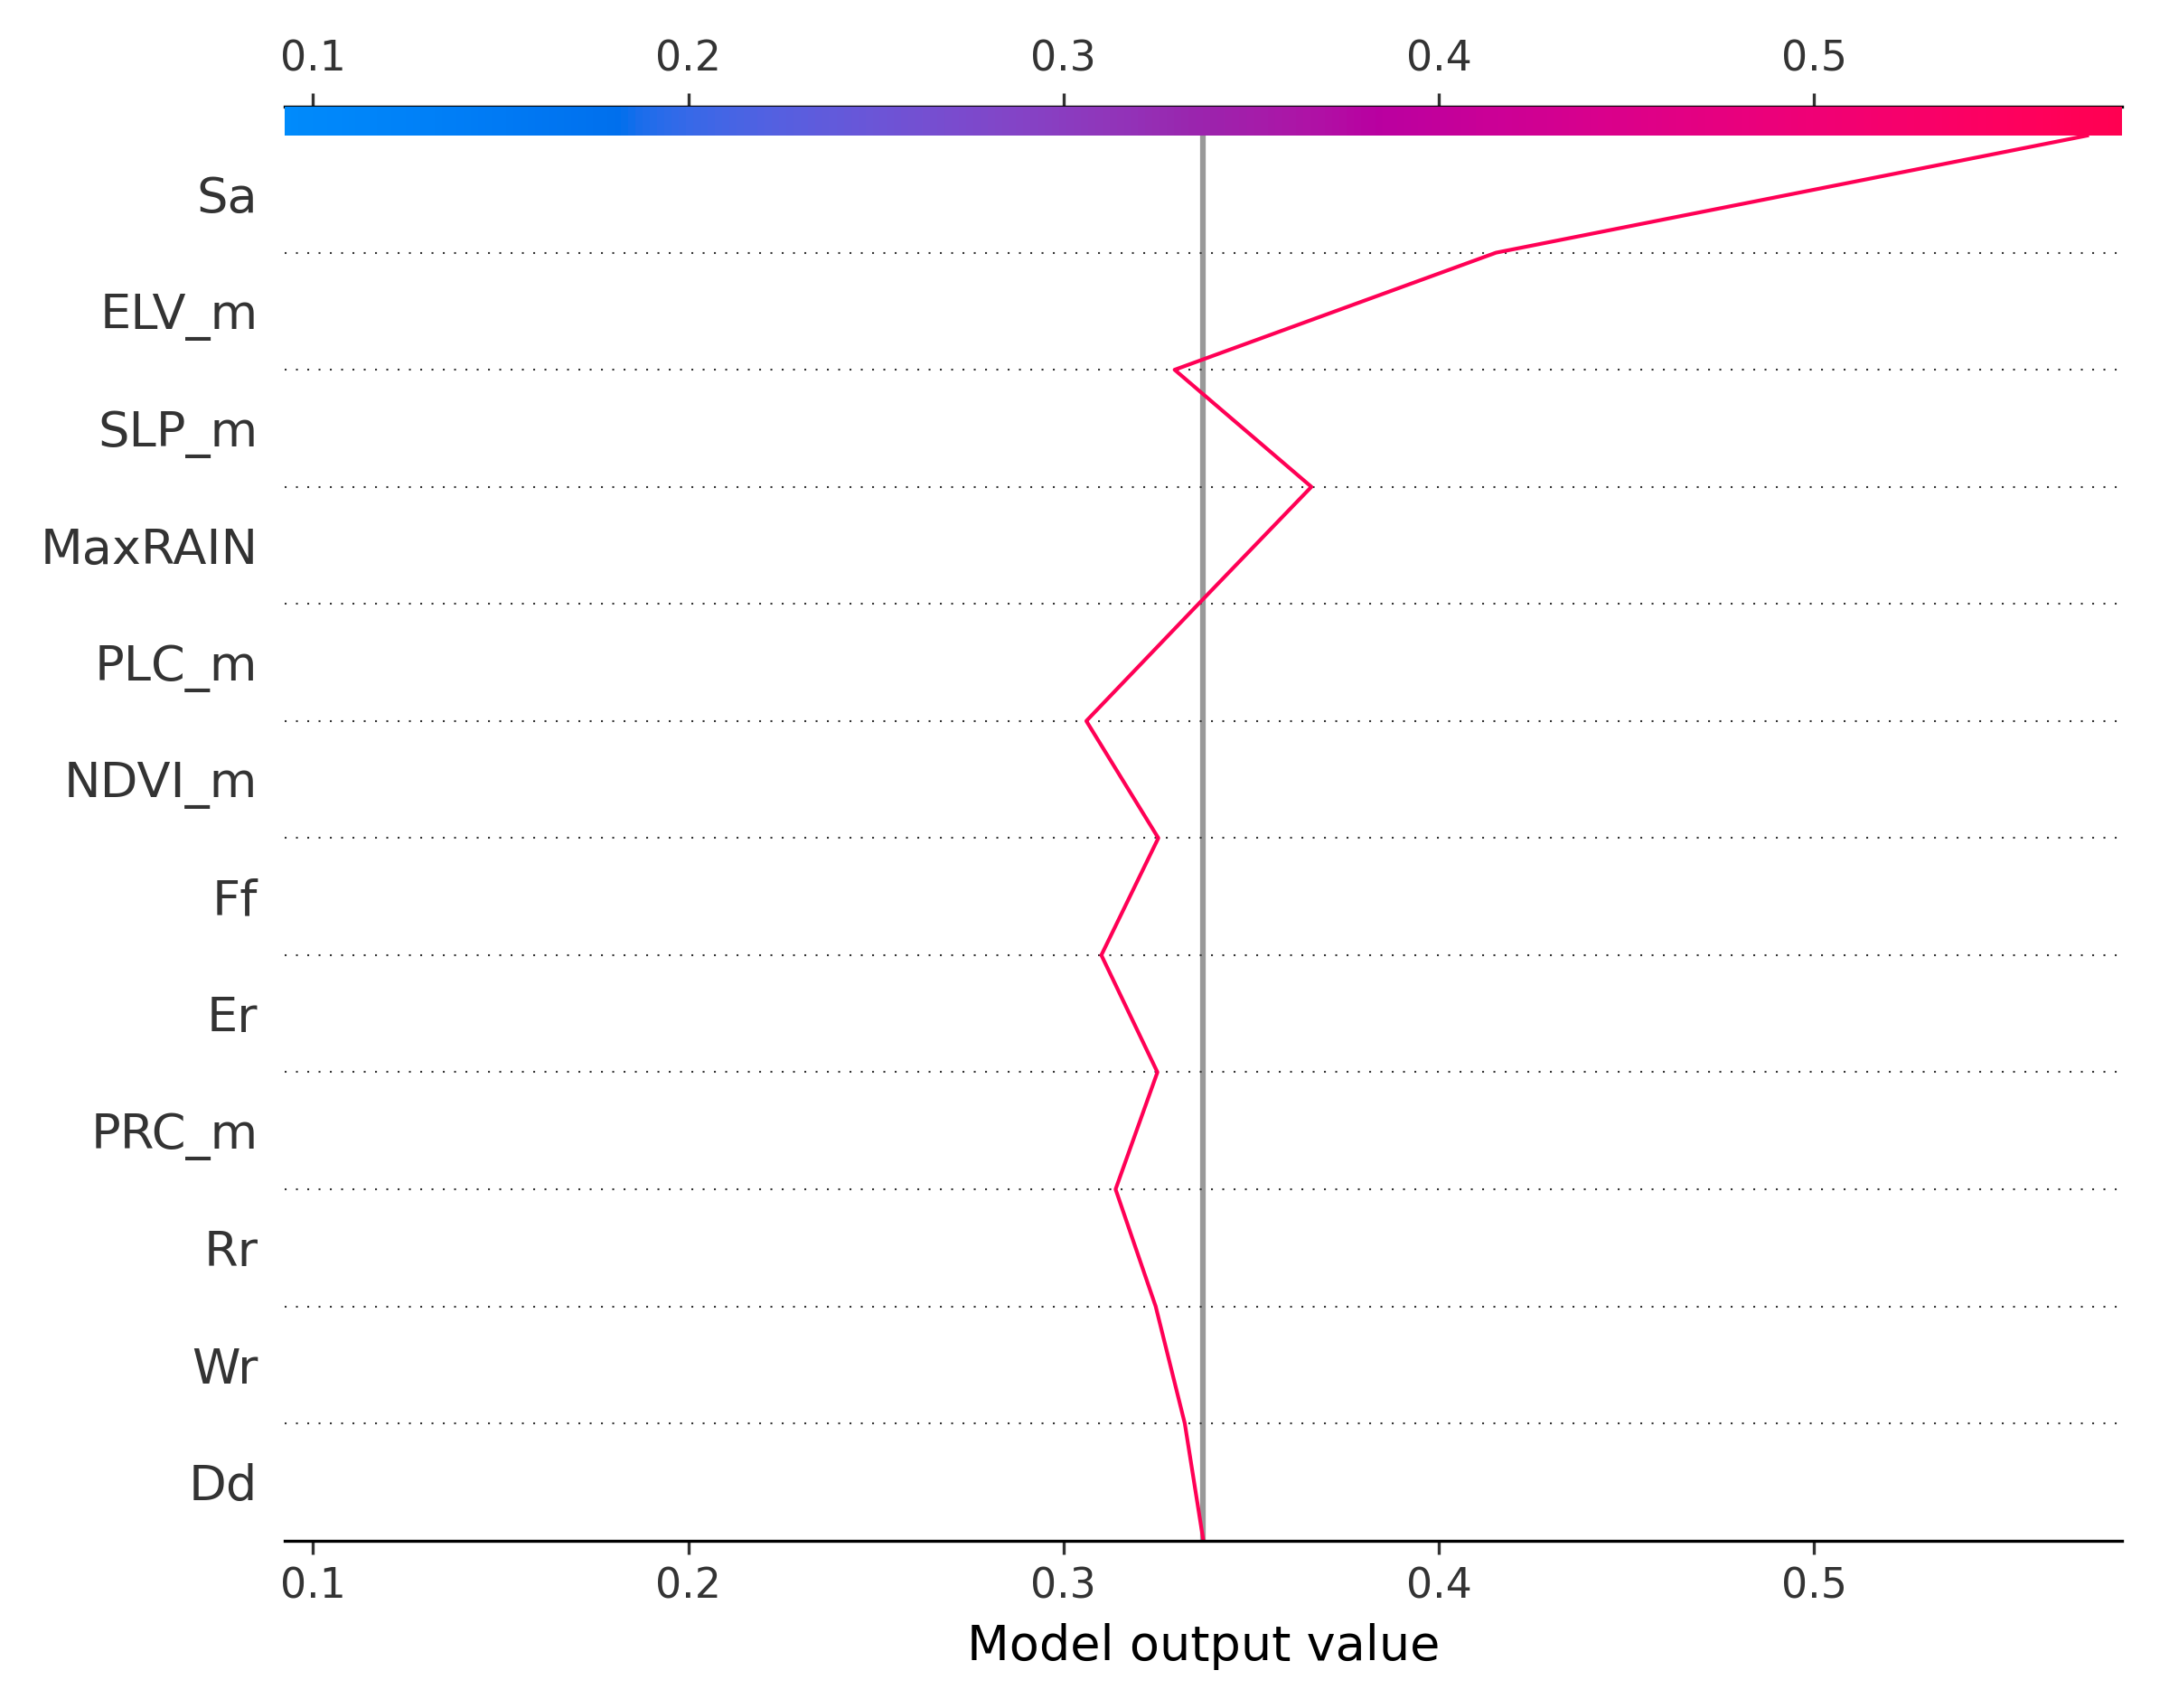 0.1 0.2 0.3 0.4 0.5
Sa
ELV_m
SLP_m
MaxRAIN
PLC_m
NDVI_m
Ff
Er
PRC_m
Rr
Wr
Dd
0.1 0.2 0.3 0.4 0.5
Model output value